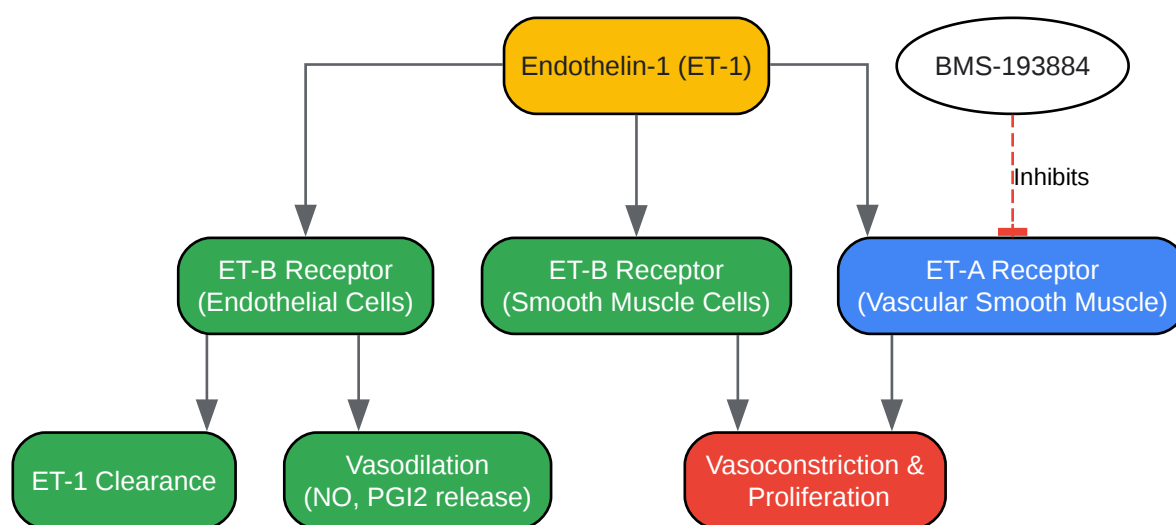 Endothelin-1 (ET-1)
BMS-193884
Inhibits
ET-B Receptor
(Endothelial Cells)
ET-B Receptor
(Smooth Muscle Cells)
ET-A Receptor
(Vascular Smooth Muscle)
ET-1 Clearance
Vasodilation
(NO, PGI2 release)
Vasoconstriction &
Proliferation